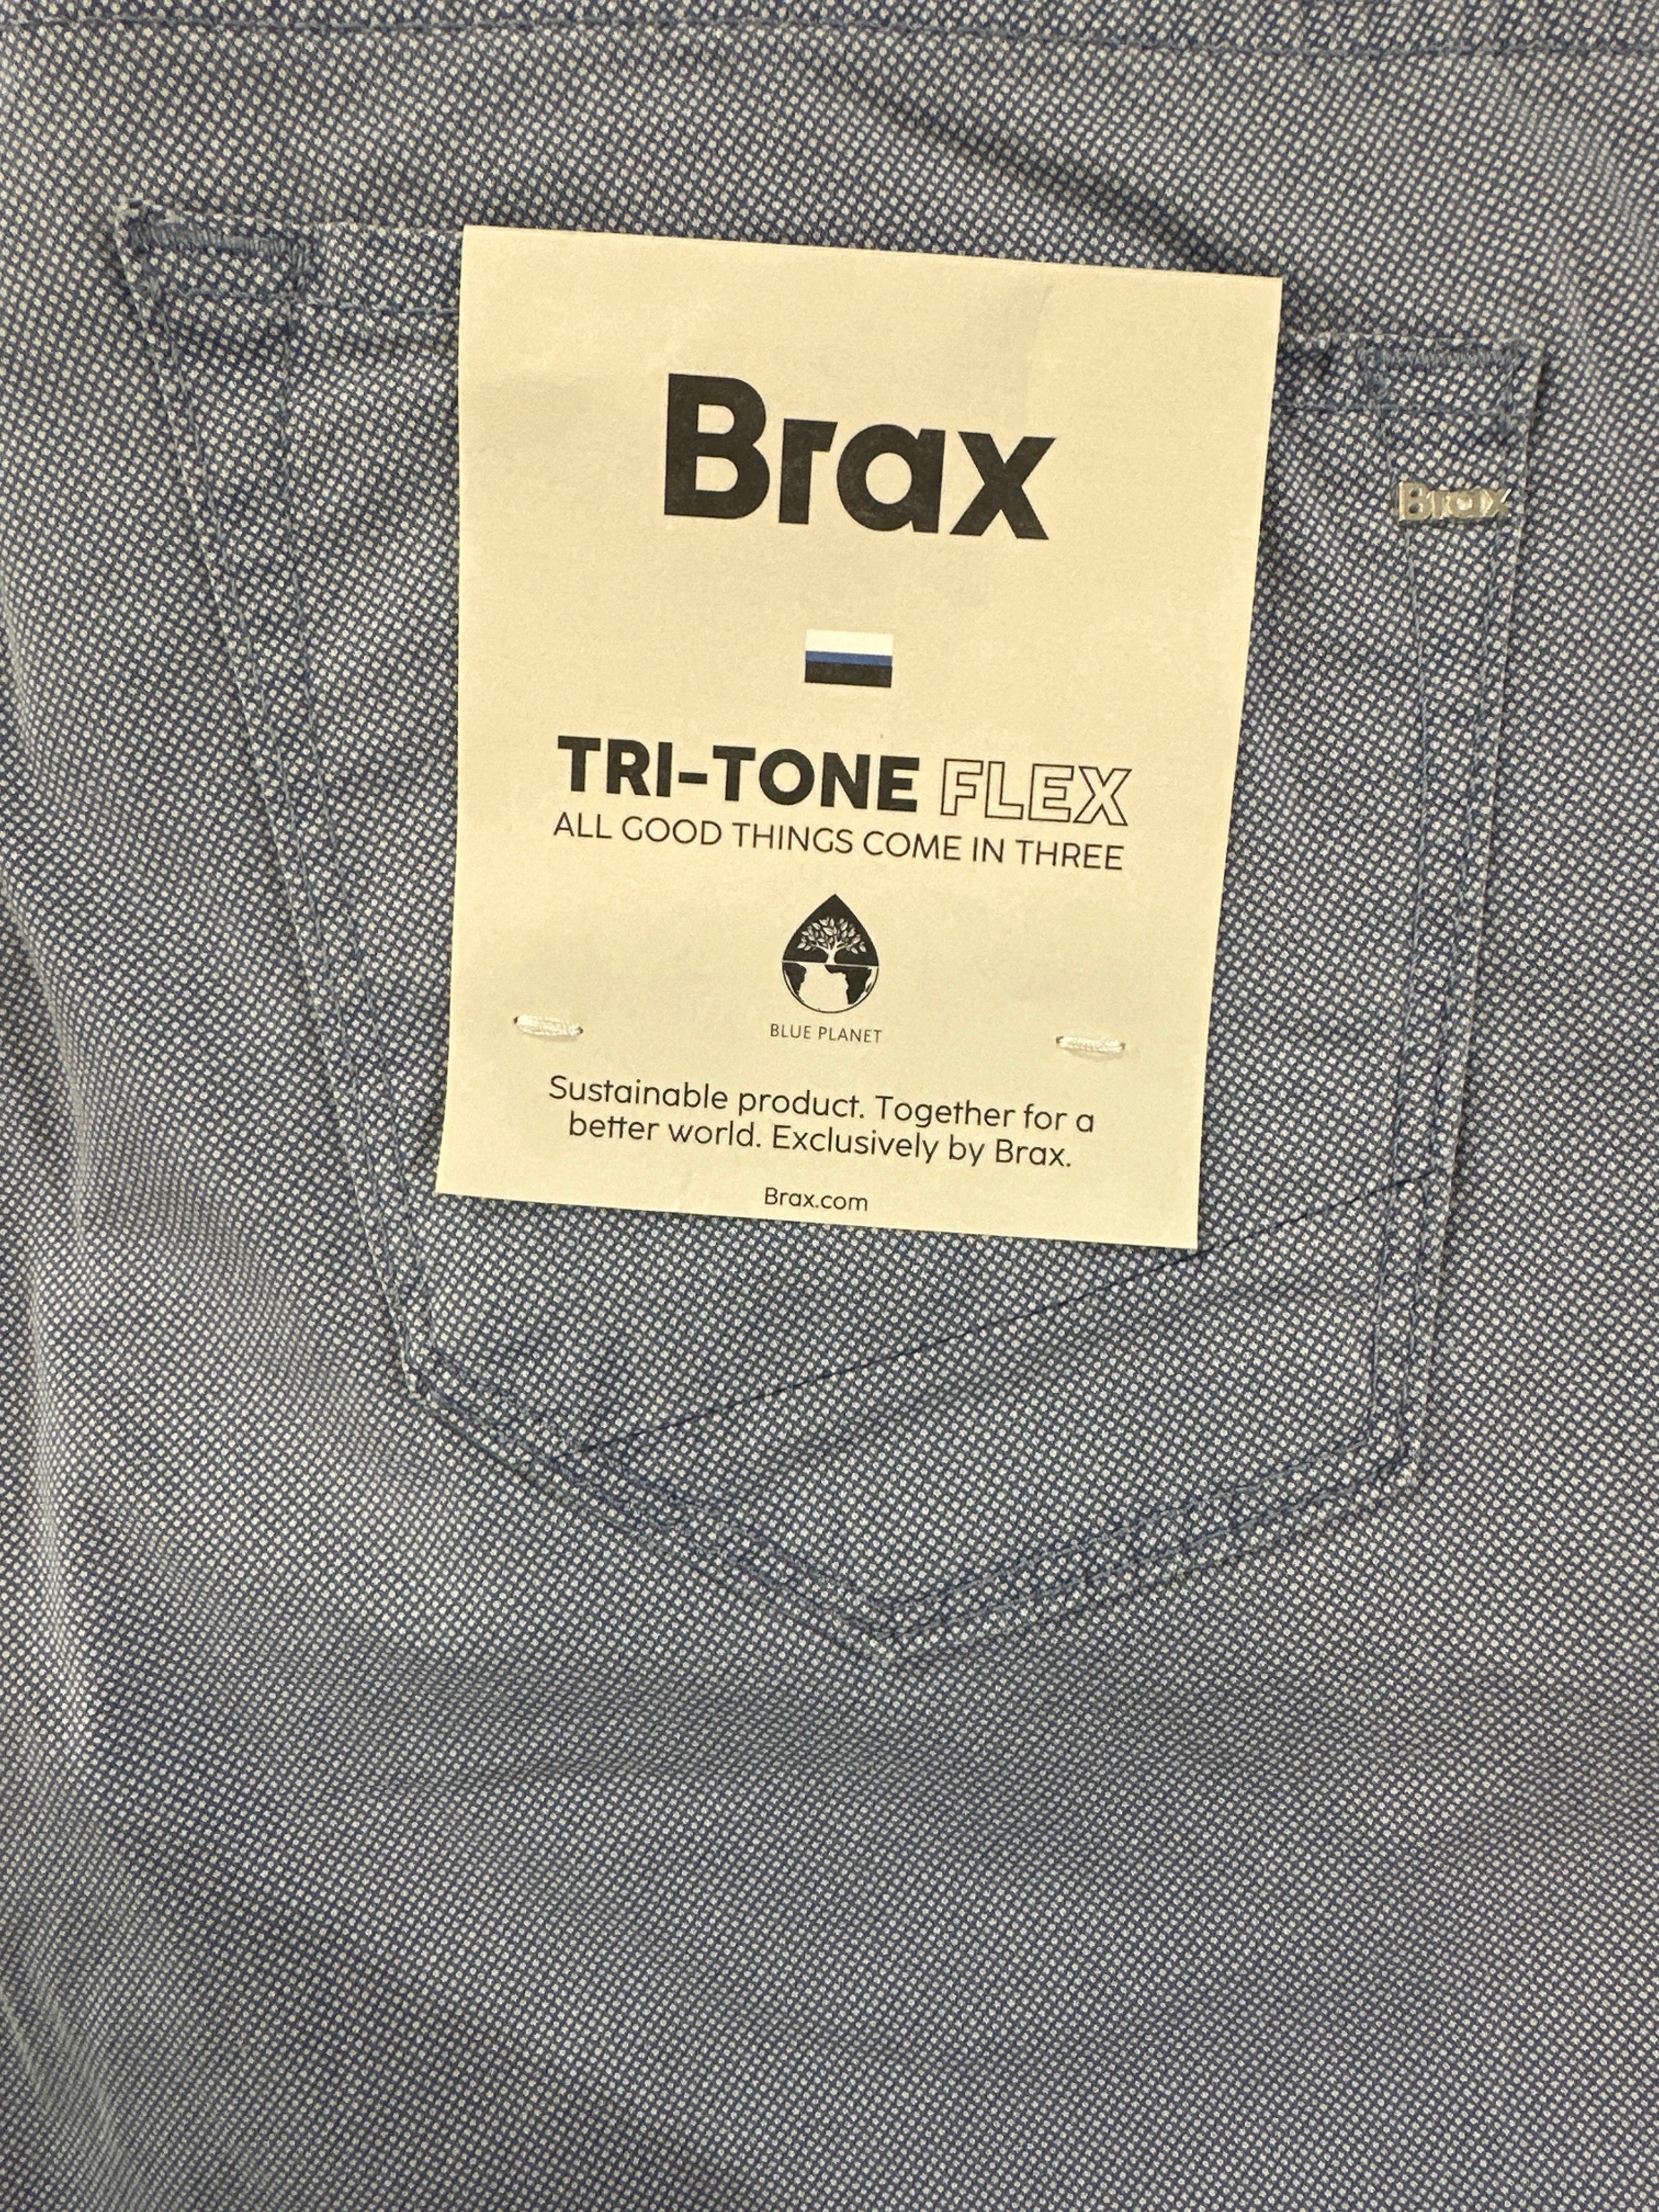 Brax
Brax
TRI-TONE FLEX
ALL GOOD THINGS COME IN THREE
BLUE PLANET
Sustainable product. Together for a
better world. Exclusively by Brax.
Brax.com